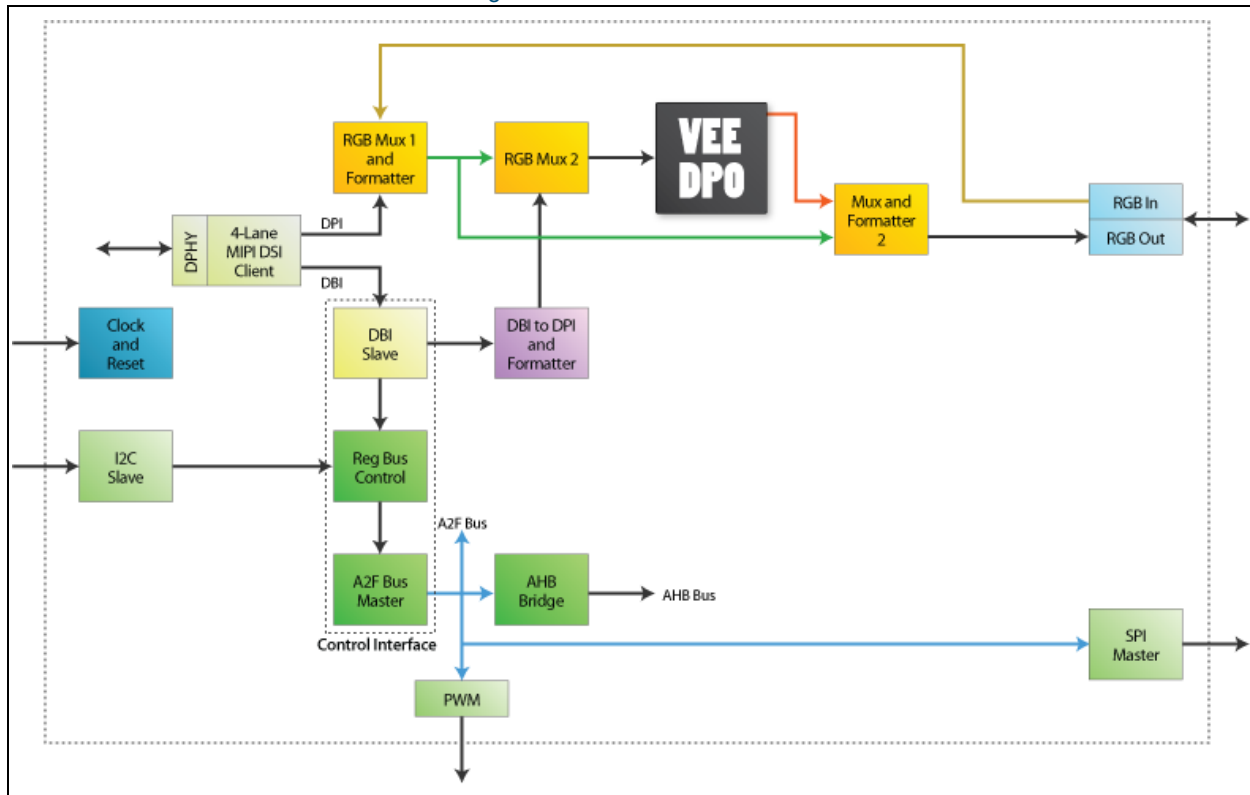 RGB Mux 1
and
Formatter
RGB Mux 2
VEE
DPO
Mux and
Formatter
2
RGB In
RGB Out
DPHY
4-Lane
MIPI DSI
Client
DPI
DBI
Clock
and
Reset
DBI
Slave
DBI to DPI
and
Formatter
I2C
Slave
Reg Bus
Control
A2F Bus
A2F Bus
Master
AHB
Bridge
AHB Bus
Control Interface
SPI
Master
PWM